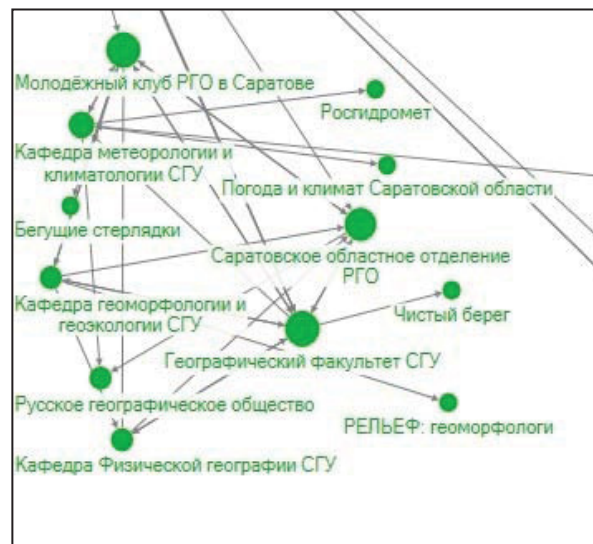 Молодёжный клуб РГО в Саратове
Росгидромет
Кафедра метеорологии и
климатологии СГУ
Погода и климат Саратовской области
Бегущие стерлядки
Саратовское областное отделение
РГО
Кафедра геоморфологии и
геоэкологии СГУ
Чистый берег
Географический факультет СГУ
Русское географическое общество
РЕЛЬЕФ: геоморфологи
Кафедра Физической географии СГУ